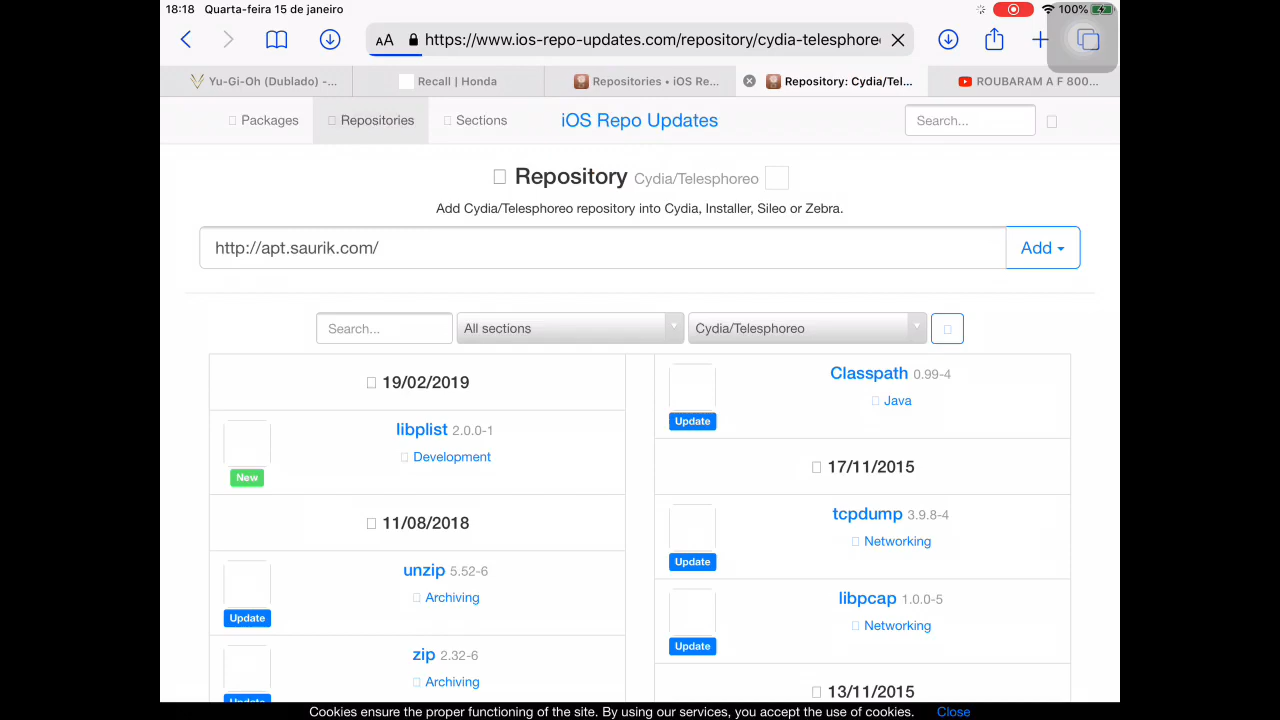 18:18 Quarta-feira 15 de janeiro
100%
AA https://www.ios-repo-updates.com/repository/cydia-telesphore
Yu-Gi-Oh (Dublado) -...
Recall | Honda
Repositories • iOS Re...
Repository: Cydia/Tel...
ROUBARAM A F 800...
Packages
Repositories
Sections
iOS Repo Updates
Search...
Repository Cydia/Telesphoreo
Add Cydia/Telesphoreo repository into Cydia, Installer, Sileo or Zebra.
http://apt.saurik.com/
Add
Search...
All sections
Cydia/Telesphoreo
19/02/2019
libplist 2.0.0-1
Development
New
11/08/2018
unzip 5.52-6
Archiving
Update
zip 2.32-6
Archiving
Update
Classpath 0.99-4
Java
Update
17/11/2015
tcpdump 3.9.8-4
Networking
Update
libpcap 1.0.0-5
Networking
Update
13/11/2015
Cookies ensure the proper functioning of the site. By using our services, you accept the use of cookies. Close